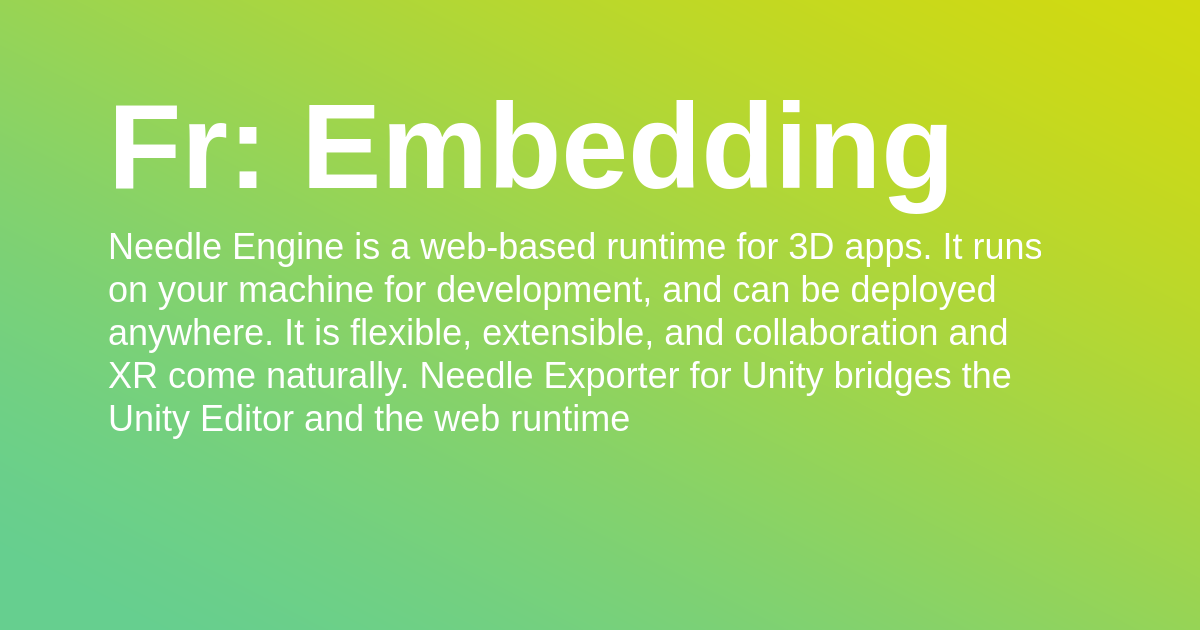 Fr: Embedding
Needle Engine is a web-based runtime for 3D apps. It runs
on your machine for development, and can be deployed
anywhere. It is flexible, extensible, and collaboration and
XR come naturally. Needle Exporter for Unity bridges the
Unity Editor and the web runtime